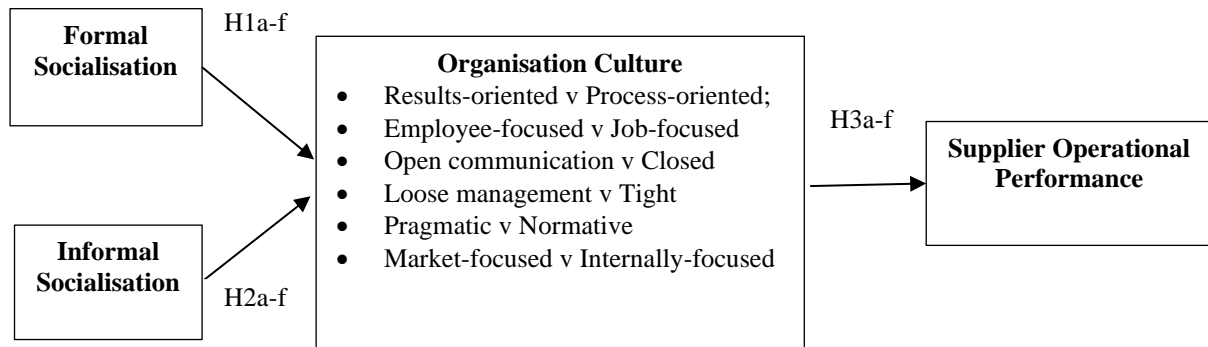 Formal
Socialisation
H1a-f
Organisation Culture
• Results-oriented v Process-oriented;
• Employee-focused v Job-focused
• Open communication v Closed
• Loose management v Tight
• Pragmatic v Normative
• Market-focused v Internally-focused
H3a-f
Supplier Operational
Performance
Informal
Socialisation
H2a-f